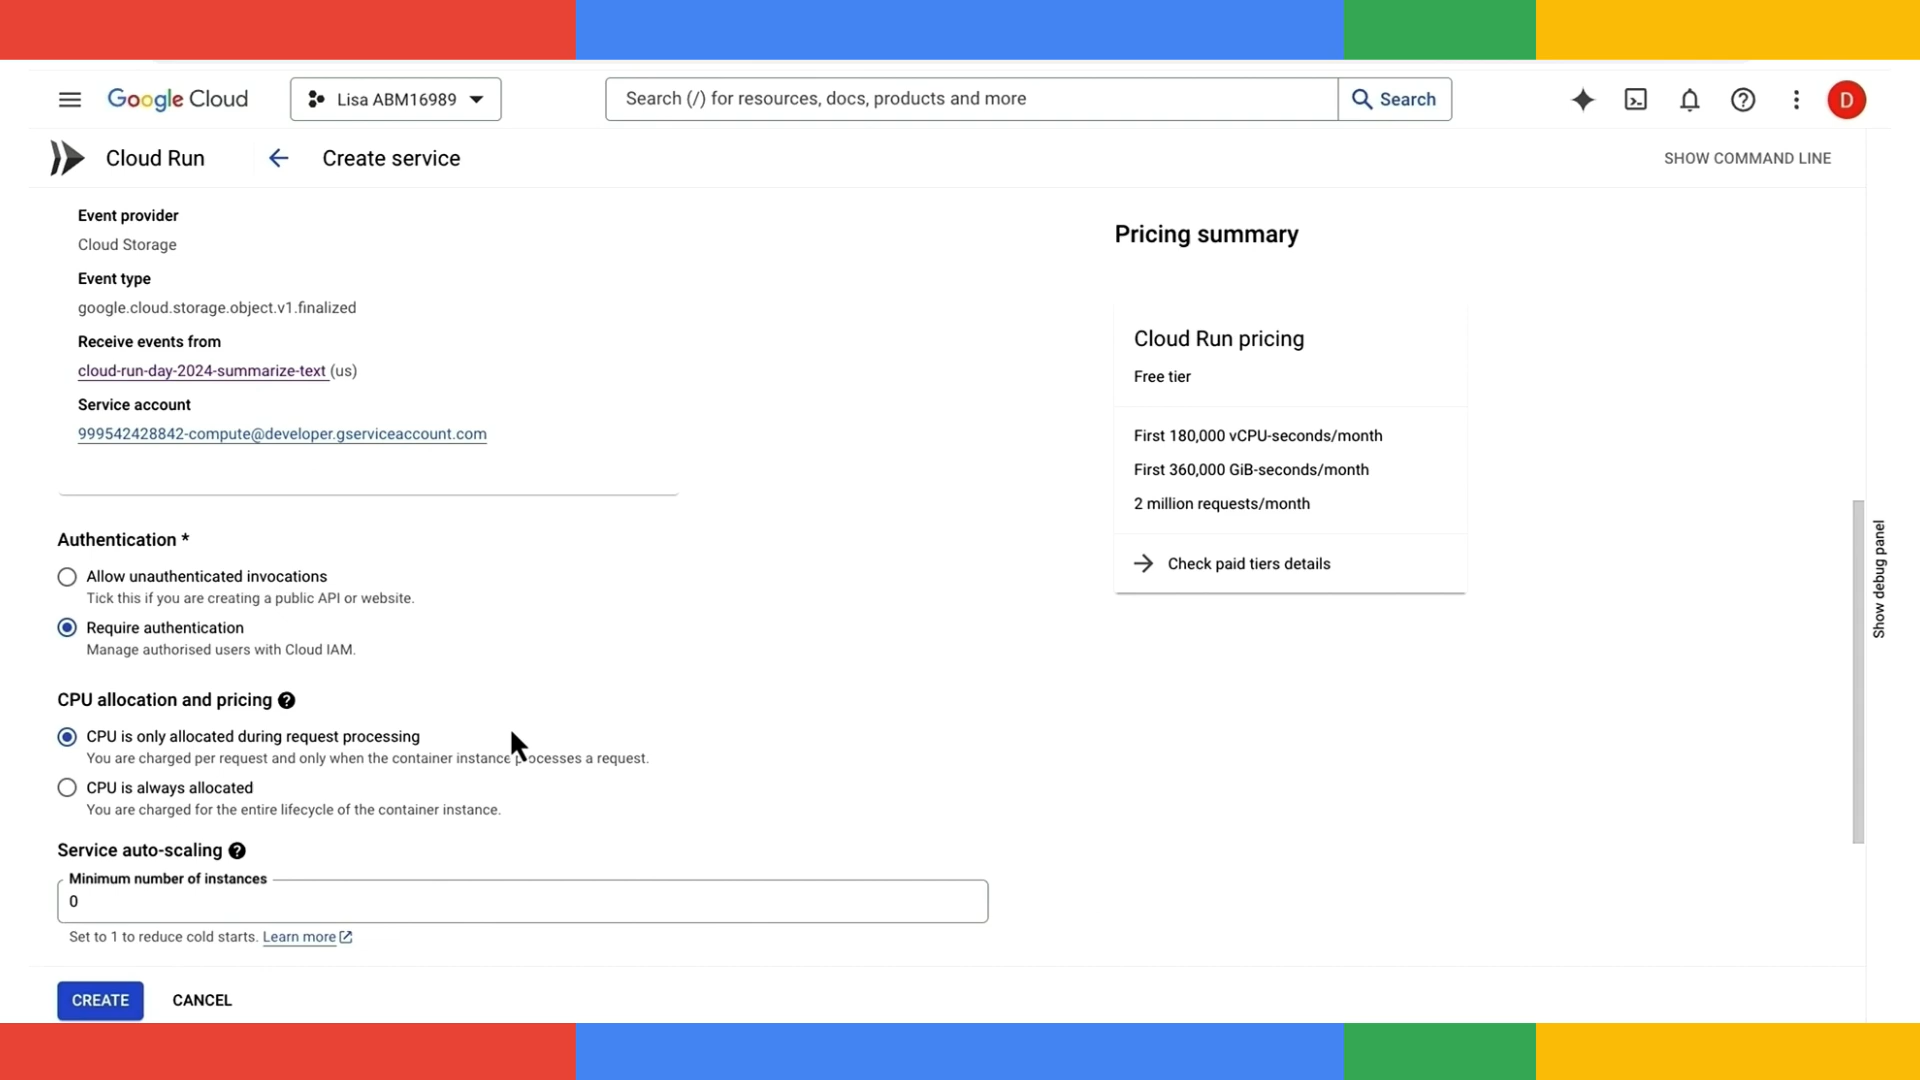 Google Cloud
Lisa ABM16989
Search (/) for resources, docs, products and more
Search
D
Cloud Run
Create service
SHOW COMMAND LINE
Event provider
Cloud Storage
Event type
google.cloud.storage.object.v1.finalized
Receive events from
cloud-run-day-2024-summarize-text (us)
Service account
999542428842-compute@developer.gserviceaccount.com
Authentication *
Allow unauthenticated invocations
Tick this if you are creating a public API or website.
Require authentication
Manage authorised users with Cloud IAM.
CPU allocation and pricing
CPU is only allocated during request processing
You are charged per request and only when the container instance processes a request.
CPU is always allocated
You are charged for the entire lifecycle of the container instance.
Service auto-scaling
Minimum number of instances
0
Set to 1 to reduce cold starts. Learn more
CREATE
CANCEL
Pricing summary
Cloud Run pricing
Free tier
First 180,000 vCPU-seconds/month
First 360,000 GiB-seconds/month
2 million requests/month
Check paid tiers details
Show debug panel